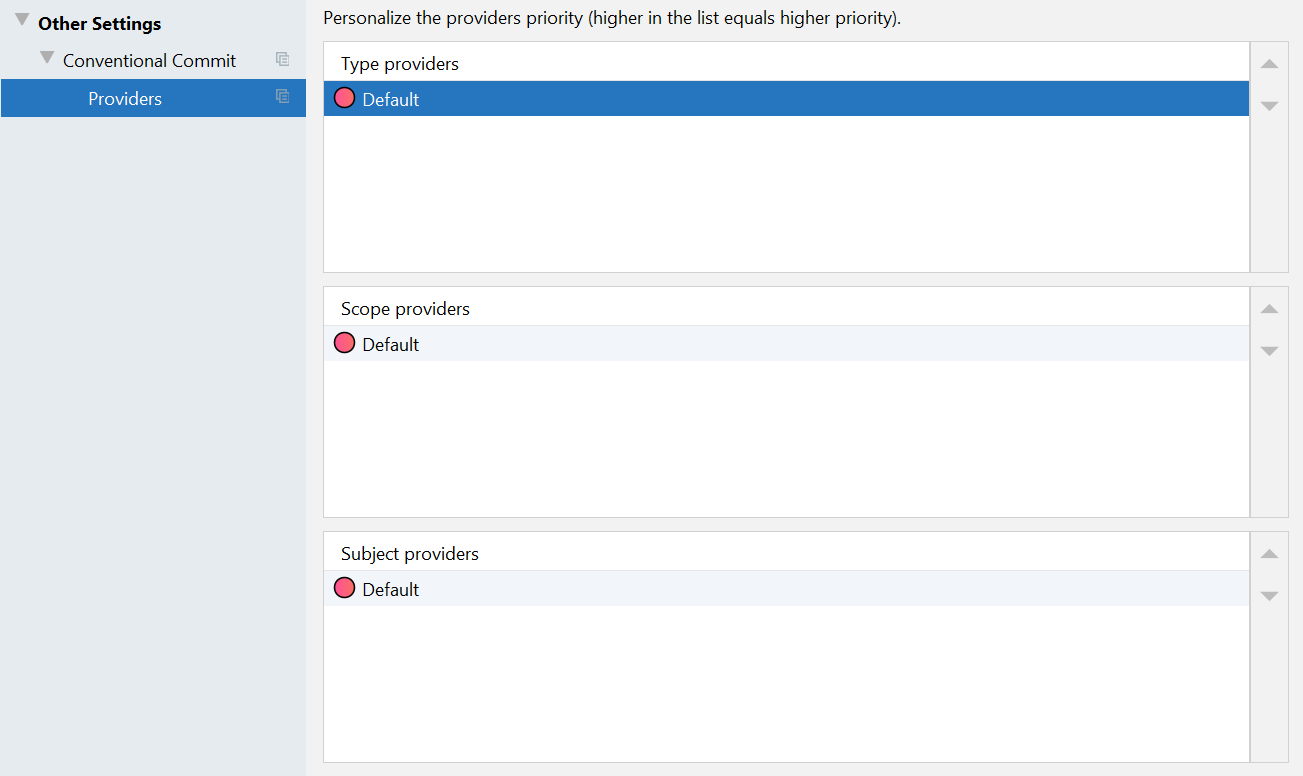 Other Settings
Conventional Commit
Providers
Personalize the providers priority (higher in the list equals higher priority).
Type providers
Default
Scope providers
Default
Subject providers
Default